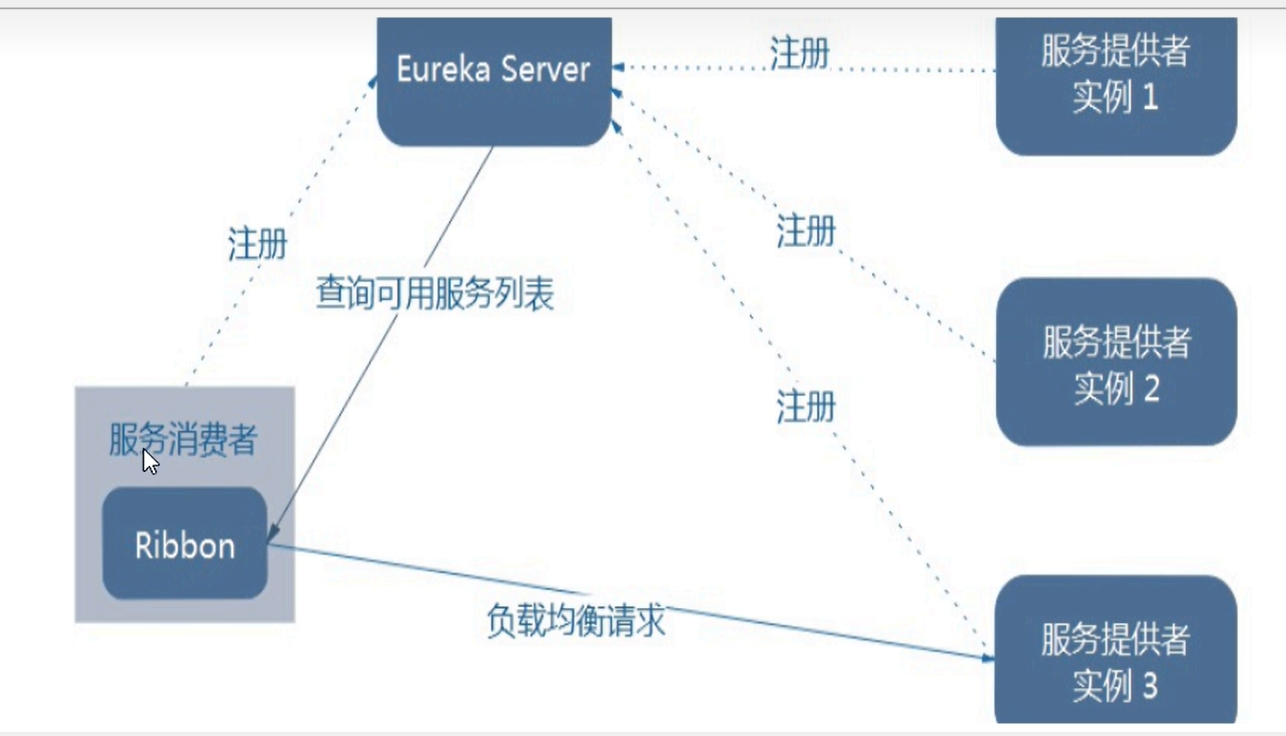 Eureka Server
注册
服务提供者
实例 1
注册
注册
查询可用服务列表
服务提供者
实例 2
注册
服务消费者
Ribbon
负载均衡请求
服务提供者
实例 3